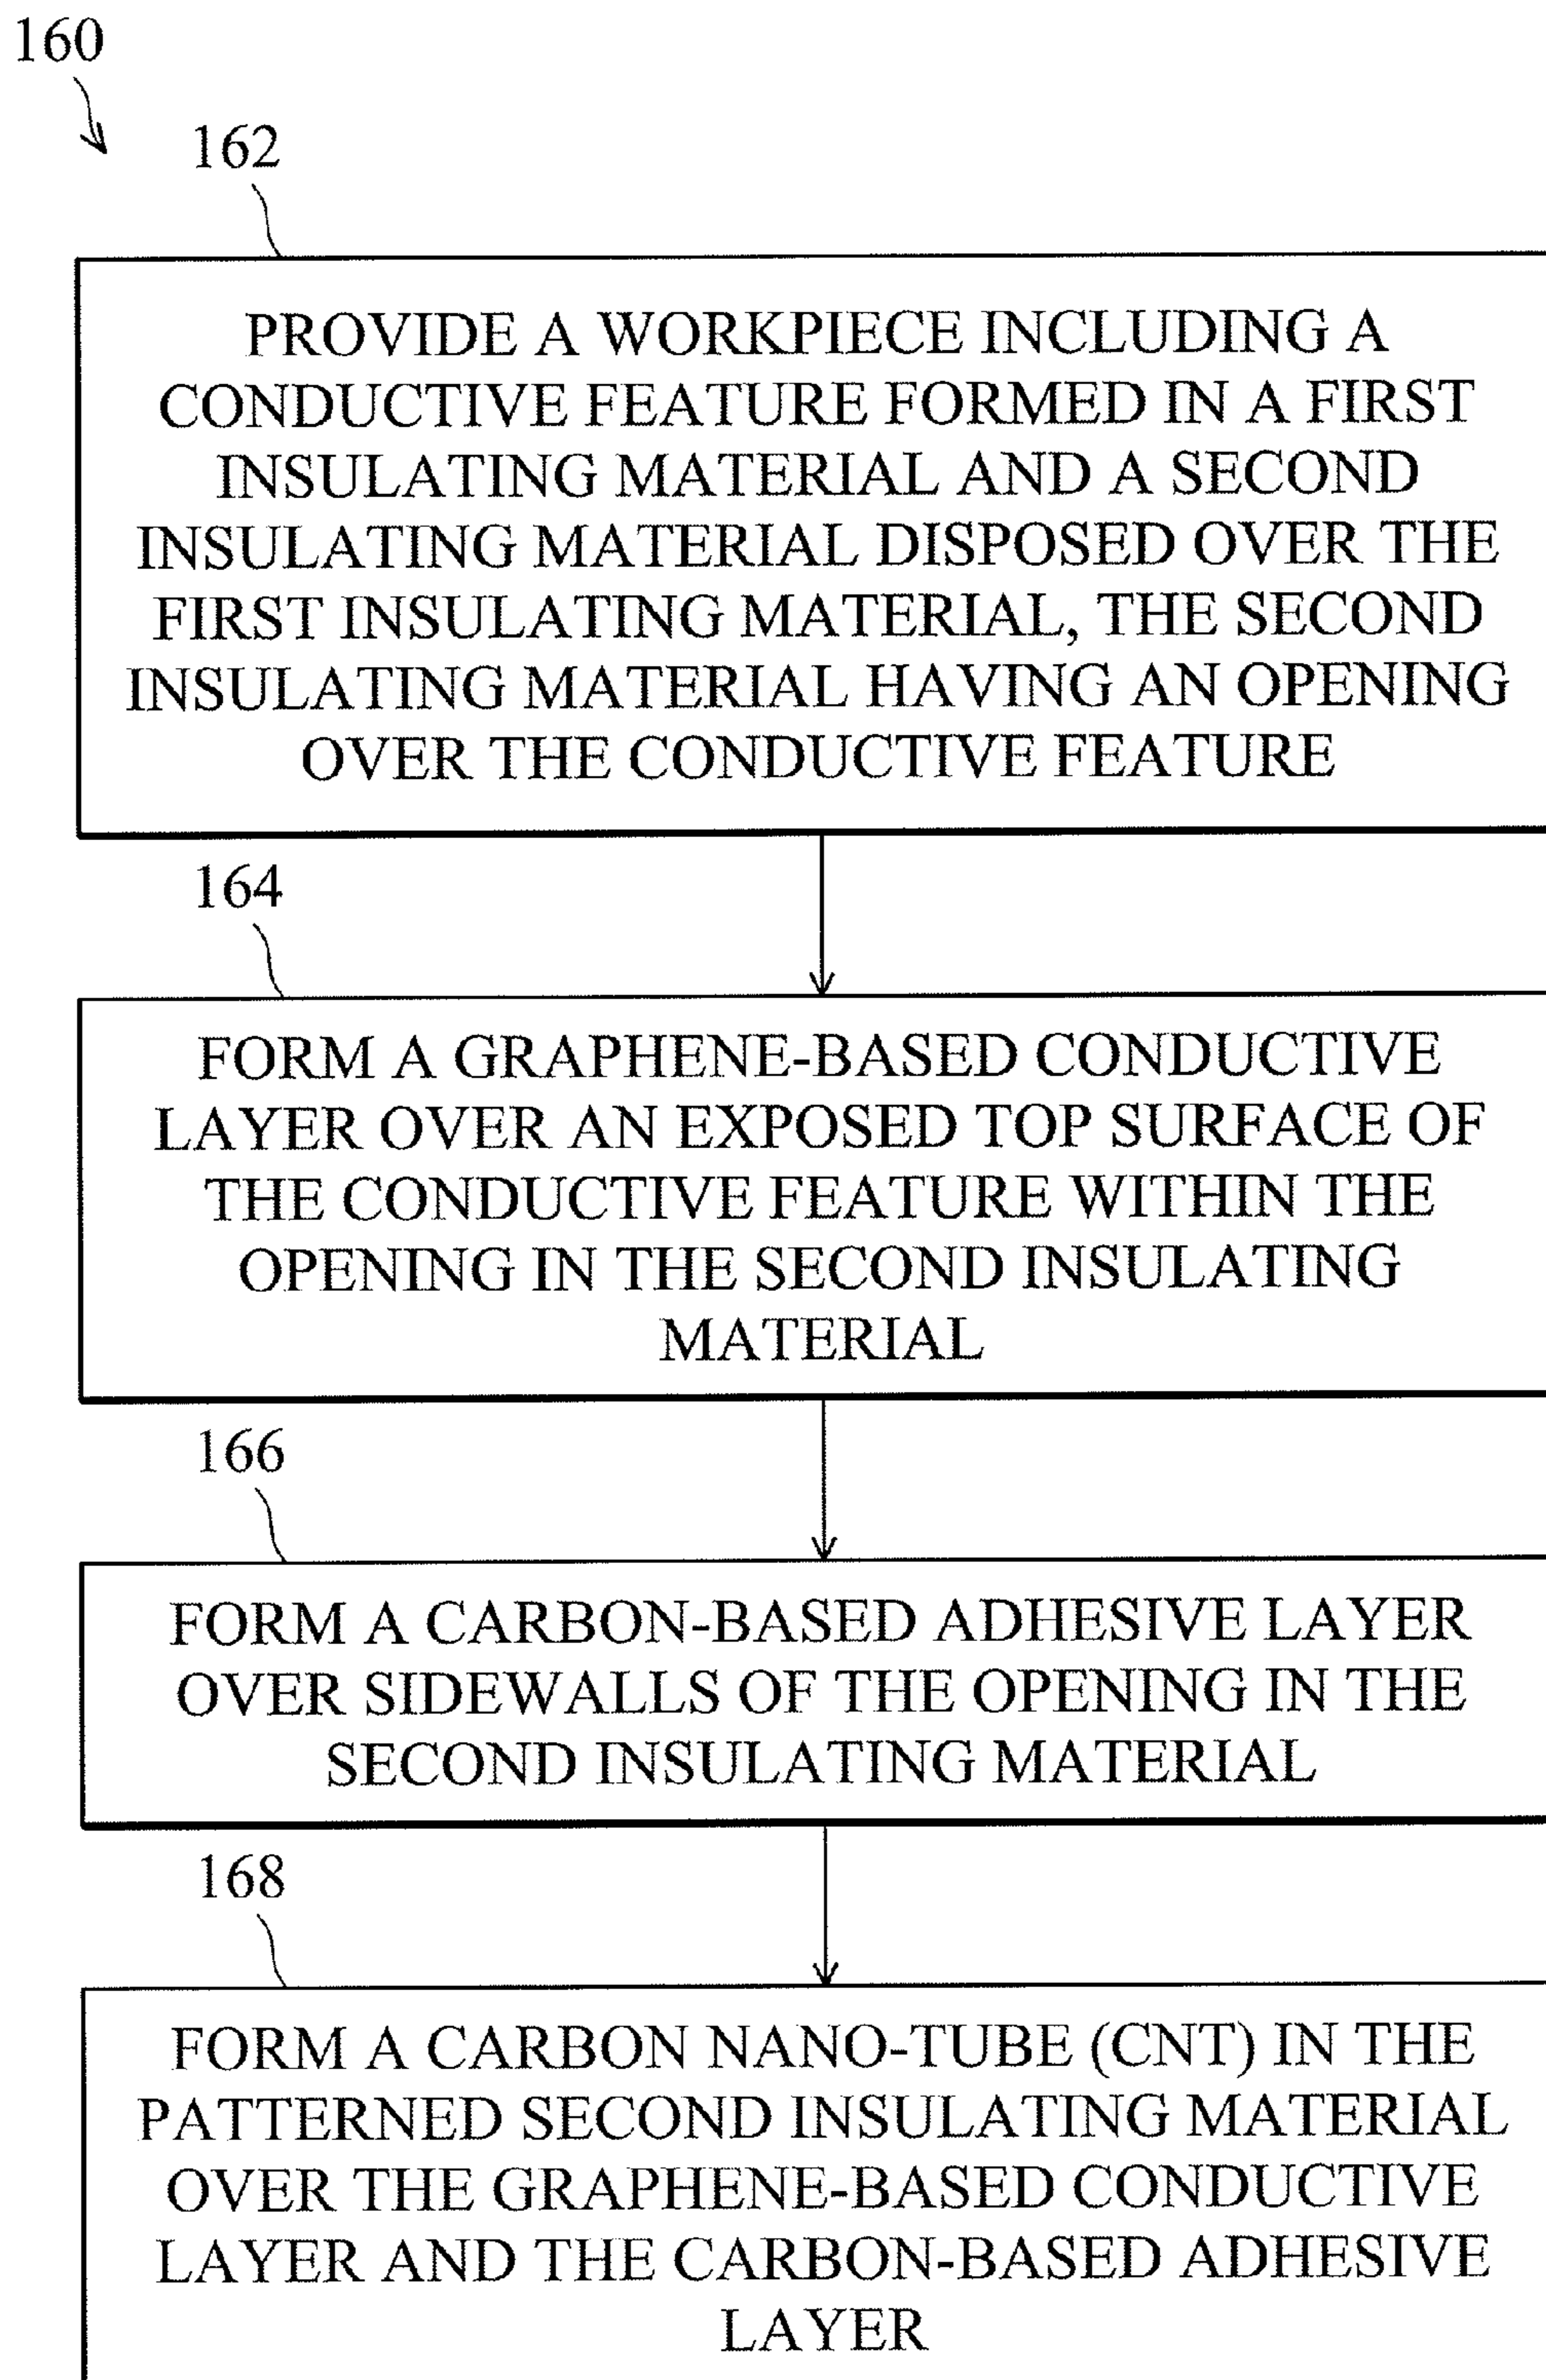 160
162
PROVIDE A WORKPIECE INCLUDING A
CONDUCTIVE FEATURE FORMED IN A FIRST
INSULATING MATERIAL AND A SECOND
INSULATING MATERIAL DISPOSED OVER THE
FIRST INSULATING MATERIAL, THE SECOND
INSULATING MATERIAL HAVING AN OPENING
OVER THE CONDUCTIVE FEATURE
164
FORM A GRAPHENE-BASED CONDUCTIVE
LAYER OVER AN EXPOSED TOP SURFACE OF
THE CONDUCTIVE FEATURE WITHIN THE
OPENING IN THE SECOND INSULATING
MATERIAL
166
FORM A CARBON-BASED ADHESIVE LAYER
OVER SIDEWALLS OF THE OPENING IN THE
SECOND INSULATING MATERIAL
168
FORM A CARBON NANO-TUBE (CNT) IN THE
PATTERNED SECOND INSULATING MATERIAL
OVER THE GRAPHENE-BASED CONDUCTIVE
LAYER AND THE CARBON-BASED ADHESIVE
LAYER